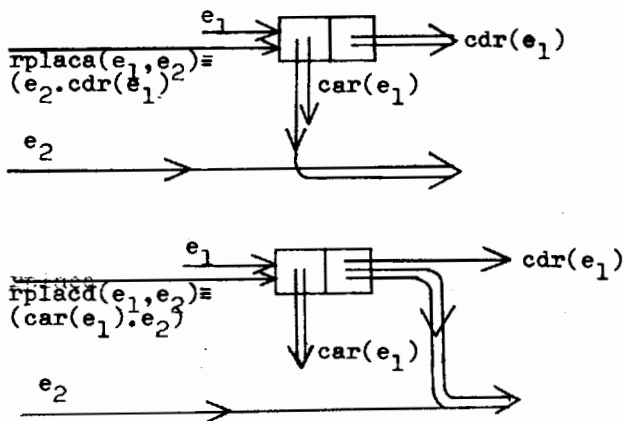 e₁
cdr(e₁)
rplaca(e₁,e₂)≡
(e₂.cdr(e₁)
car(e₁)
e₂
e₁
cdr(e₁)
rplacd(e₁,e₂)≡
(car(e₁).e₂)
car(e₁)
e₂